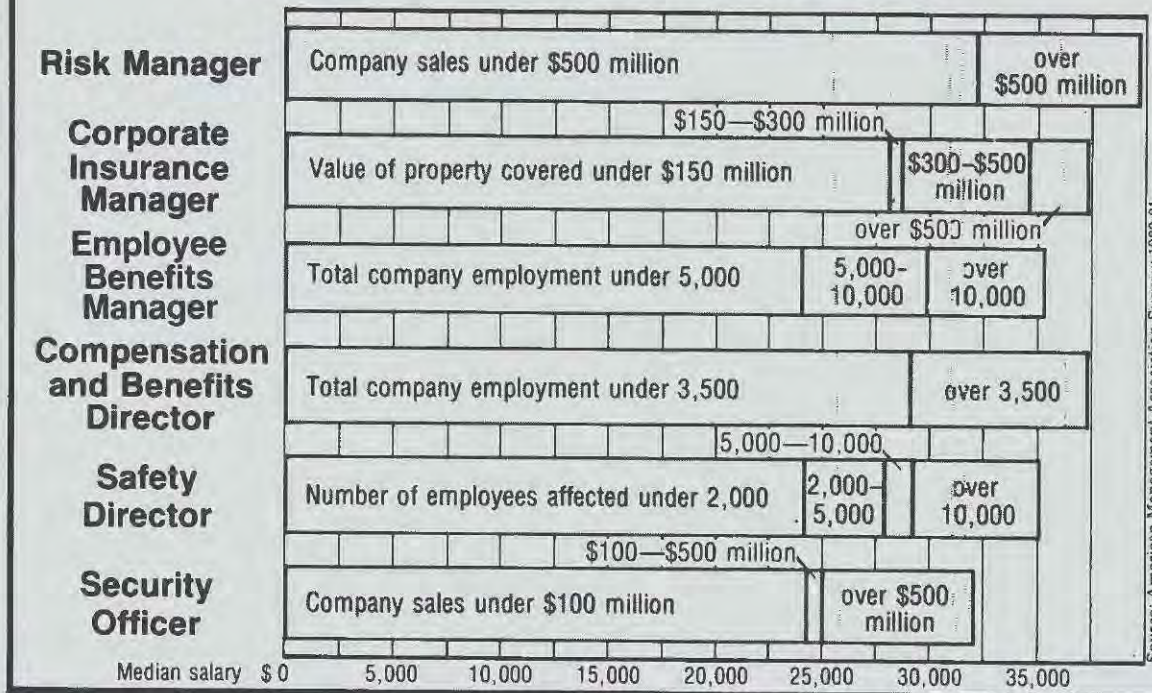 Risk Manager
Company sales under $500 million
over
$500 million
$150—$300 million
Corporate
Insurance
Manager
Value of property covered under $150 million
$300–$500
million
over $500 million
Employee
Benefits
Manager
Total company employment under 5,000
5,000-
10,000
over
10,000
Compensation
and Benefits
Director
Total company employment under 3,500
over 3,500
5,000—10,000
Safety
Director
Number of employees affected under 2,000
2,000–
5,000
over
10,000
$100—$500 million
Security
Officer
Company sales under $100 million
over $500
million
Median salary $ 0 5,000 10,000 15,000 20,000 25,000 30,000 35,000
American Management Association